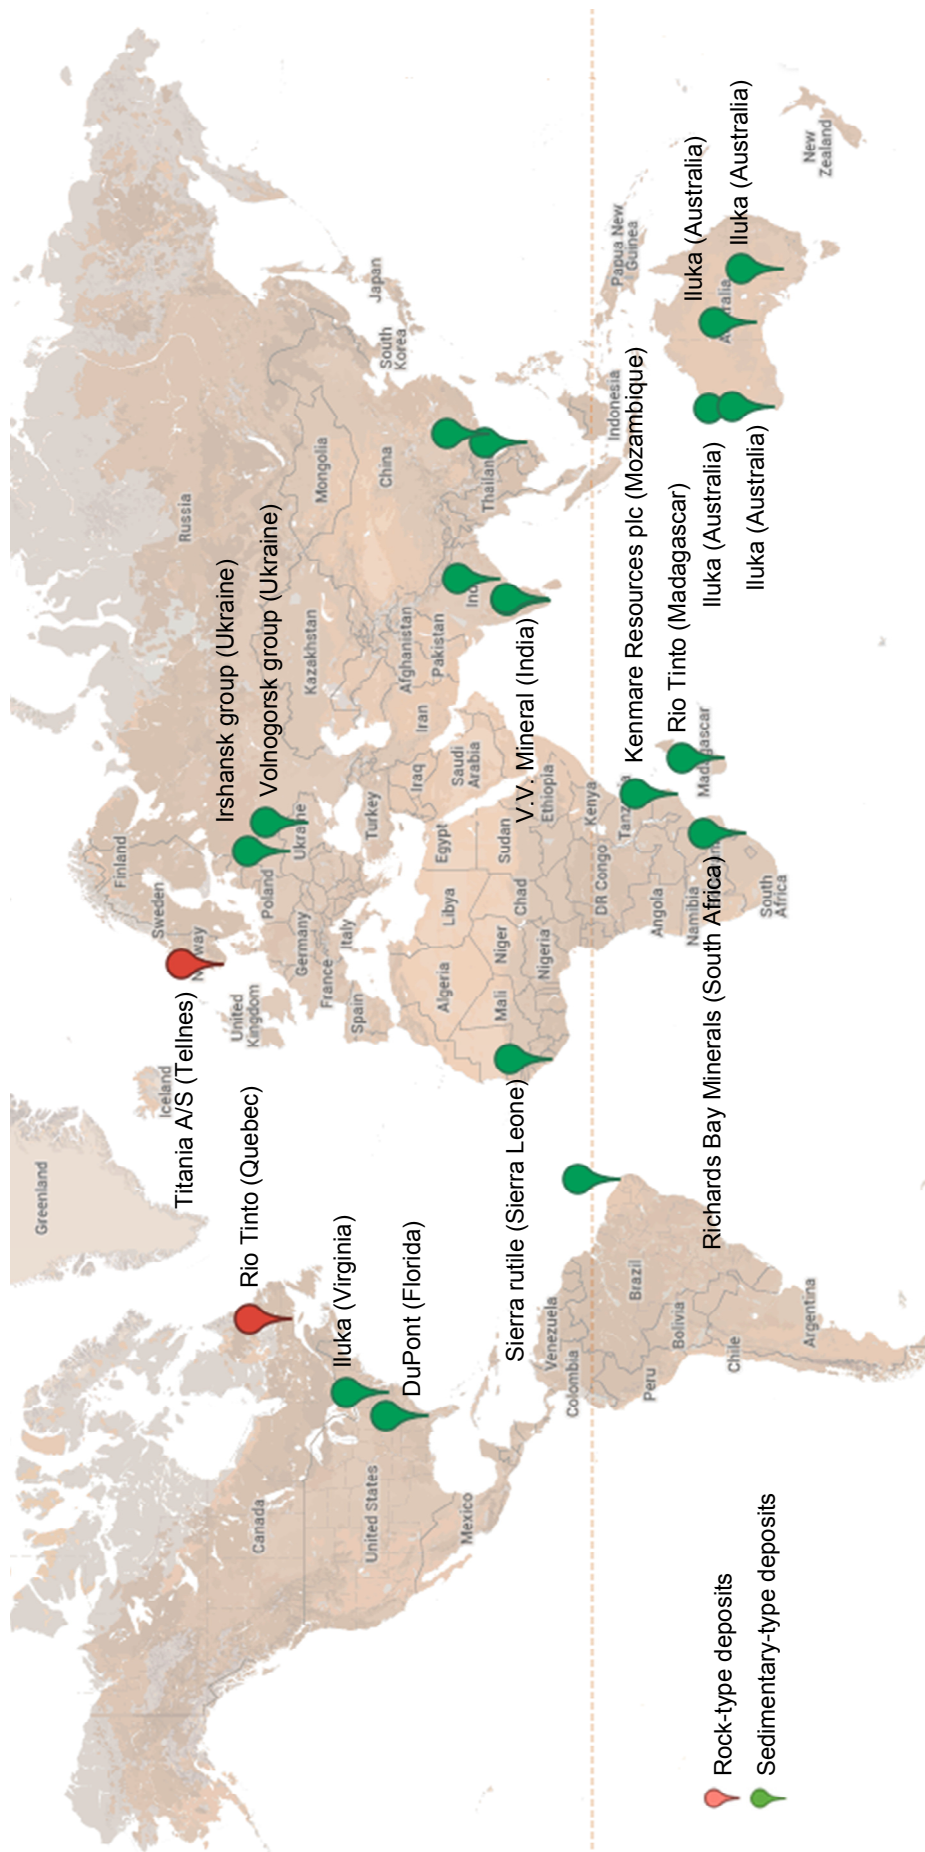 Greenland
Finland
Sweden
Iceland
Titania A/S (Tellnes)
Russia
Irshansk group (Ukraine)
United
Kingdom
Rio Tinto (Quebec)
Canada
Poland
Volnogorsk group (Ukraine)
Ukraine
Germany
Kazakhstan
Mongolia
France
Italy
Iluka (Virginia)
Spain
Turkey
United States
Japan
China
South
Korea
DuPont (Florida)
Afghanistan
Iraq
Iran
Pakistan
Egypt
Algeria
Libya
Saudi
Arabia
Mexico
Thailan
Mali
Niger
Sudan
Chad
Sierra rutile (Sierra Leone)
V.V. Mineral (India)
Nigeria
Ethiopia
Venezuela
Colombia
Kenya
DR Congo
Indonesia
Papua New
Guinea
Tanza
Brazil
Kenmare Resources plc (Mozambique)
Peru
Angola
Bolivia
Rio Tinto (Madagascar)
Namibia
Iluka (Australia)
Madagascar
Richards Bay Minerals (South Africa)
Iluka (Australia)
Iluka (Australia)
Chile
Iluka (Australia)
South
Africa
Argentina
New
Zealand
Rock-type deposits
Sedimentary-type deposits